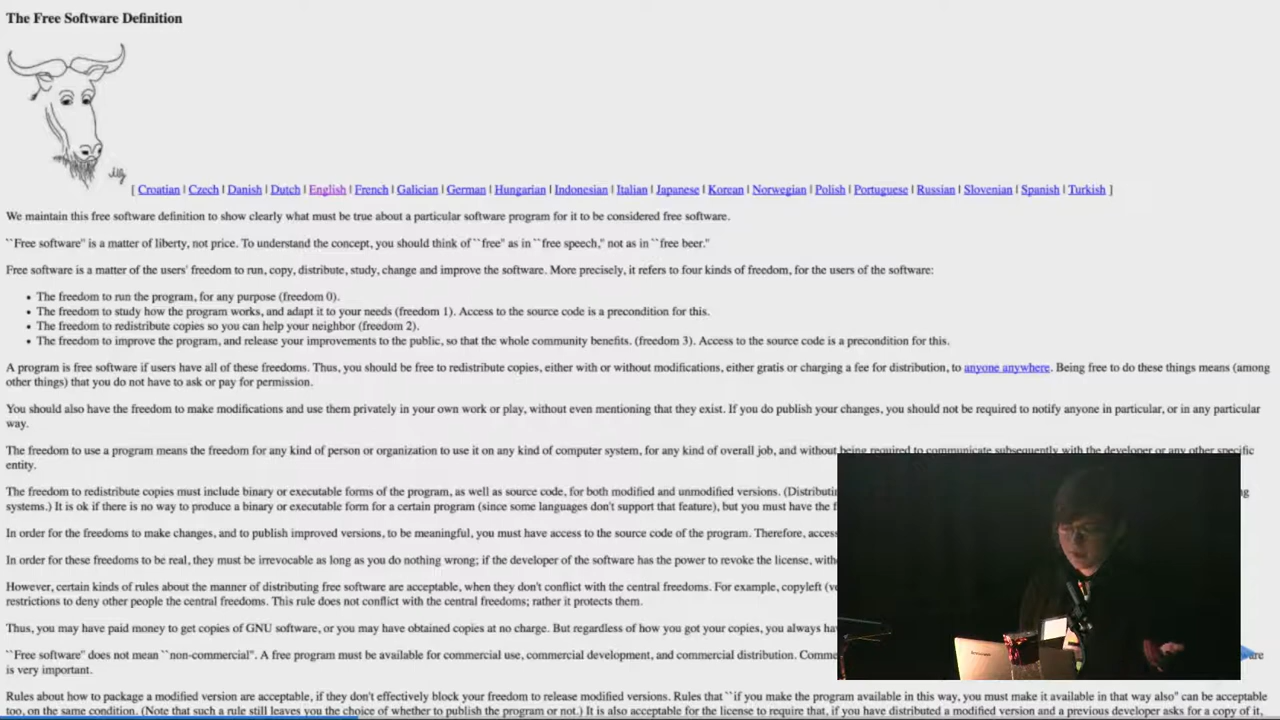 The Free Software Definition
[ Croatian | Czech | Danish | Dutch | English | French | Galician | German | Hungarian | Indonesian | Italian | Japanese | Korean | Norwegian | Polish | Portuguese | Russian | Slovenian | Spanish | Turkish ]
We maintain this free software definition to show clearly what must be true about a particular software program for it to be considered free software.
``Free software'' is a matter of liberty, not price. To understand the concept, you should think of ``free'' as in ``free speech,'' not as in ``free beer.''
Free software is a matter of the users' freedom to run, copy, distribute, study, change and improve the software. More precisely, it refers to four kinds of freedom, for the users of the software:
• The freedom to run the program, for any purpose (freedom 0).
• The freedom to study how the program works, and adapt it to your needs (freedom 1). Access to the source code is a precondition for this.
• The freedom to redistribute copies so you can help your neighbor (freedom 2).
• The freedom to improve the program, and release your improvements to the public, so that the whole community benefits. (freedom 3). Access to the source code is a precondition for this.
A program is free software if users have all of these freedoms. Thus, you should be free to redistribute copies, either with or without modifications, either gratis or charging a fee for distribution, to anyone anywhere. Being free to do these things means (among
other things) that you do not have to ask or pay for permission.
You should also have the freedom to make modifications and use them privately in your own work or play, without even mentioning that they exist. If you do publish your changes, you should not be required to notify anyone in particular, or in any particular
way.
The freedom to use a program means the freedom for any kind of person or organization to use it on any kind of computer system, for any kind of overall job, and without being required to communicate subsequently with the developer or any other specific
entity.
The freedom to redistribute copies must include binary or executable forms of the program, as well as source code, for both modified and unmodified versions. (Distributin
systems.) It is ok if there is no way to produce a binary or executable form for a certain program (since some languages don't support that feature), but you must have the f
In order for the freedoms to make changes, and to publish improved versions, to be meaningful, you must have access to the source code of the program. Therefore, acces
In order for these freedoms to be real, they must be irrevocable as long as you do nothing wrong; if the developer of the software has the power to revoke the license, with
However, certain kinds of rules about the manner of distributing free software are acceptable, when they don't conflict with the central freedoms. For example, copyleft (ve
restrictions to deny other people the central freedoms. This rule does not conflict with the central freedoms; rather it protects them.
Thus, you may have paid money to get copies of GNU software, or you may have obtained copies at no charge. But regardless of how you got your copies, you always ha
``Free software'' does not mean ``non-commercial''. A free program must be available for commercial use, commercial development, and commercial distribution. Comme
is very important.
Rules about how to package a modified version are acceptable, if they don't effectively block your freedom to release modified versions. Rules that ``if you make the program available in this way, you must make it available in that way also'' can be acceptable
too, on the same condition. (Note that such a rule still leaves you the choice of whether to publish the program or not.) It is also acceptable for the license to require that, if you have distributed a modified version and a previous developer asks for a copy of it,